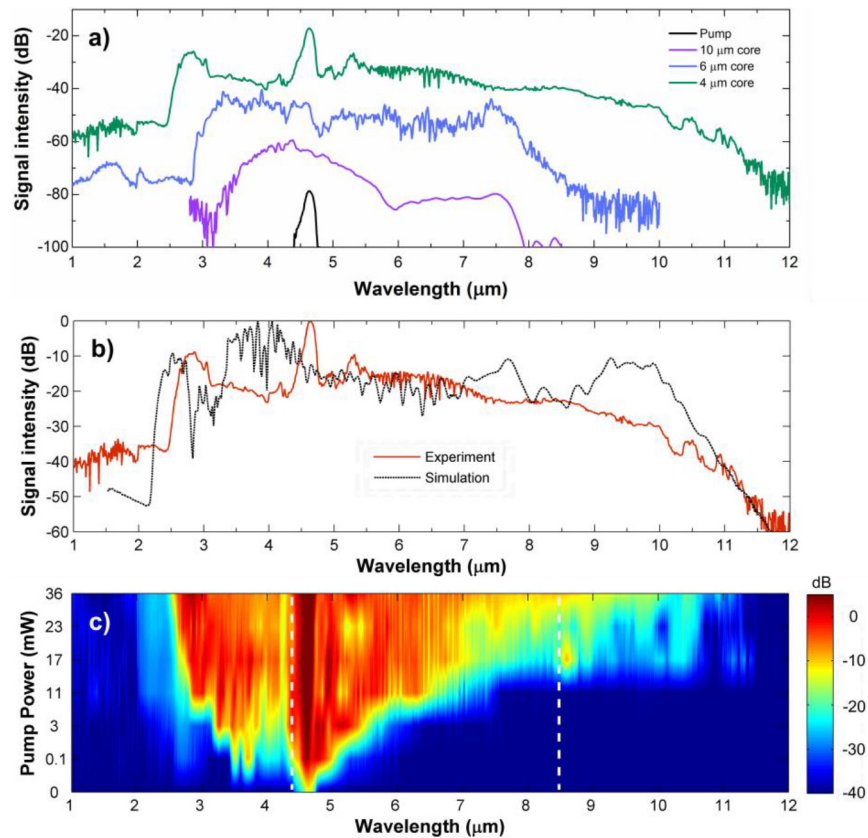 a)
Signal intensity (dB)
-20
-40
-60
-80
-100
Pump
10 µm core
6 µm core
4 µm core
1 2 3 4 5 6 7 8 9 10 11 12
Wavelength (µm)
b)
Signal intensity (dB)
0
-10
-20
-30
-40
-50
-60
Experiment
Simulation
1 2 3 4 5 6 7 8 9 10 11 12
Wavelength (µm)
c)
Pump Power (mW)
36
23
17
11
3
0.1
0
1 2 3 4 5 6 7 8 9 10 11 12
Wavelength (µm)
dB
0
-10
-20
-30
-40